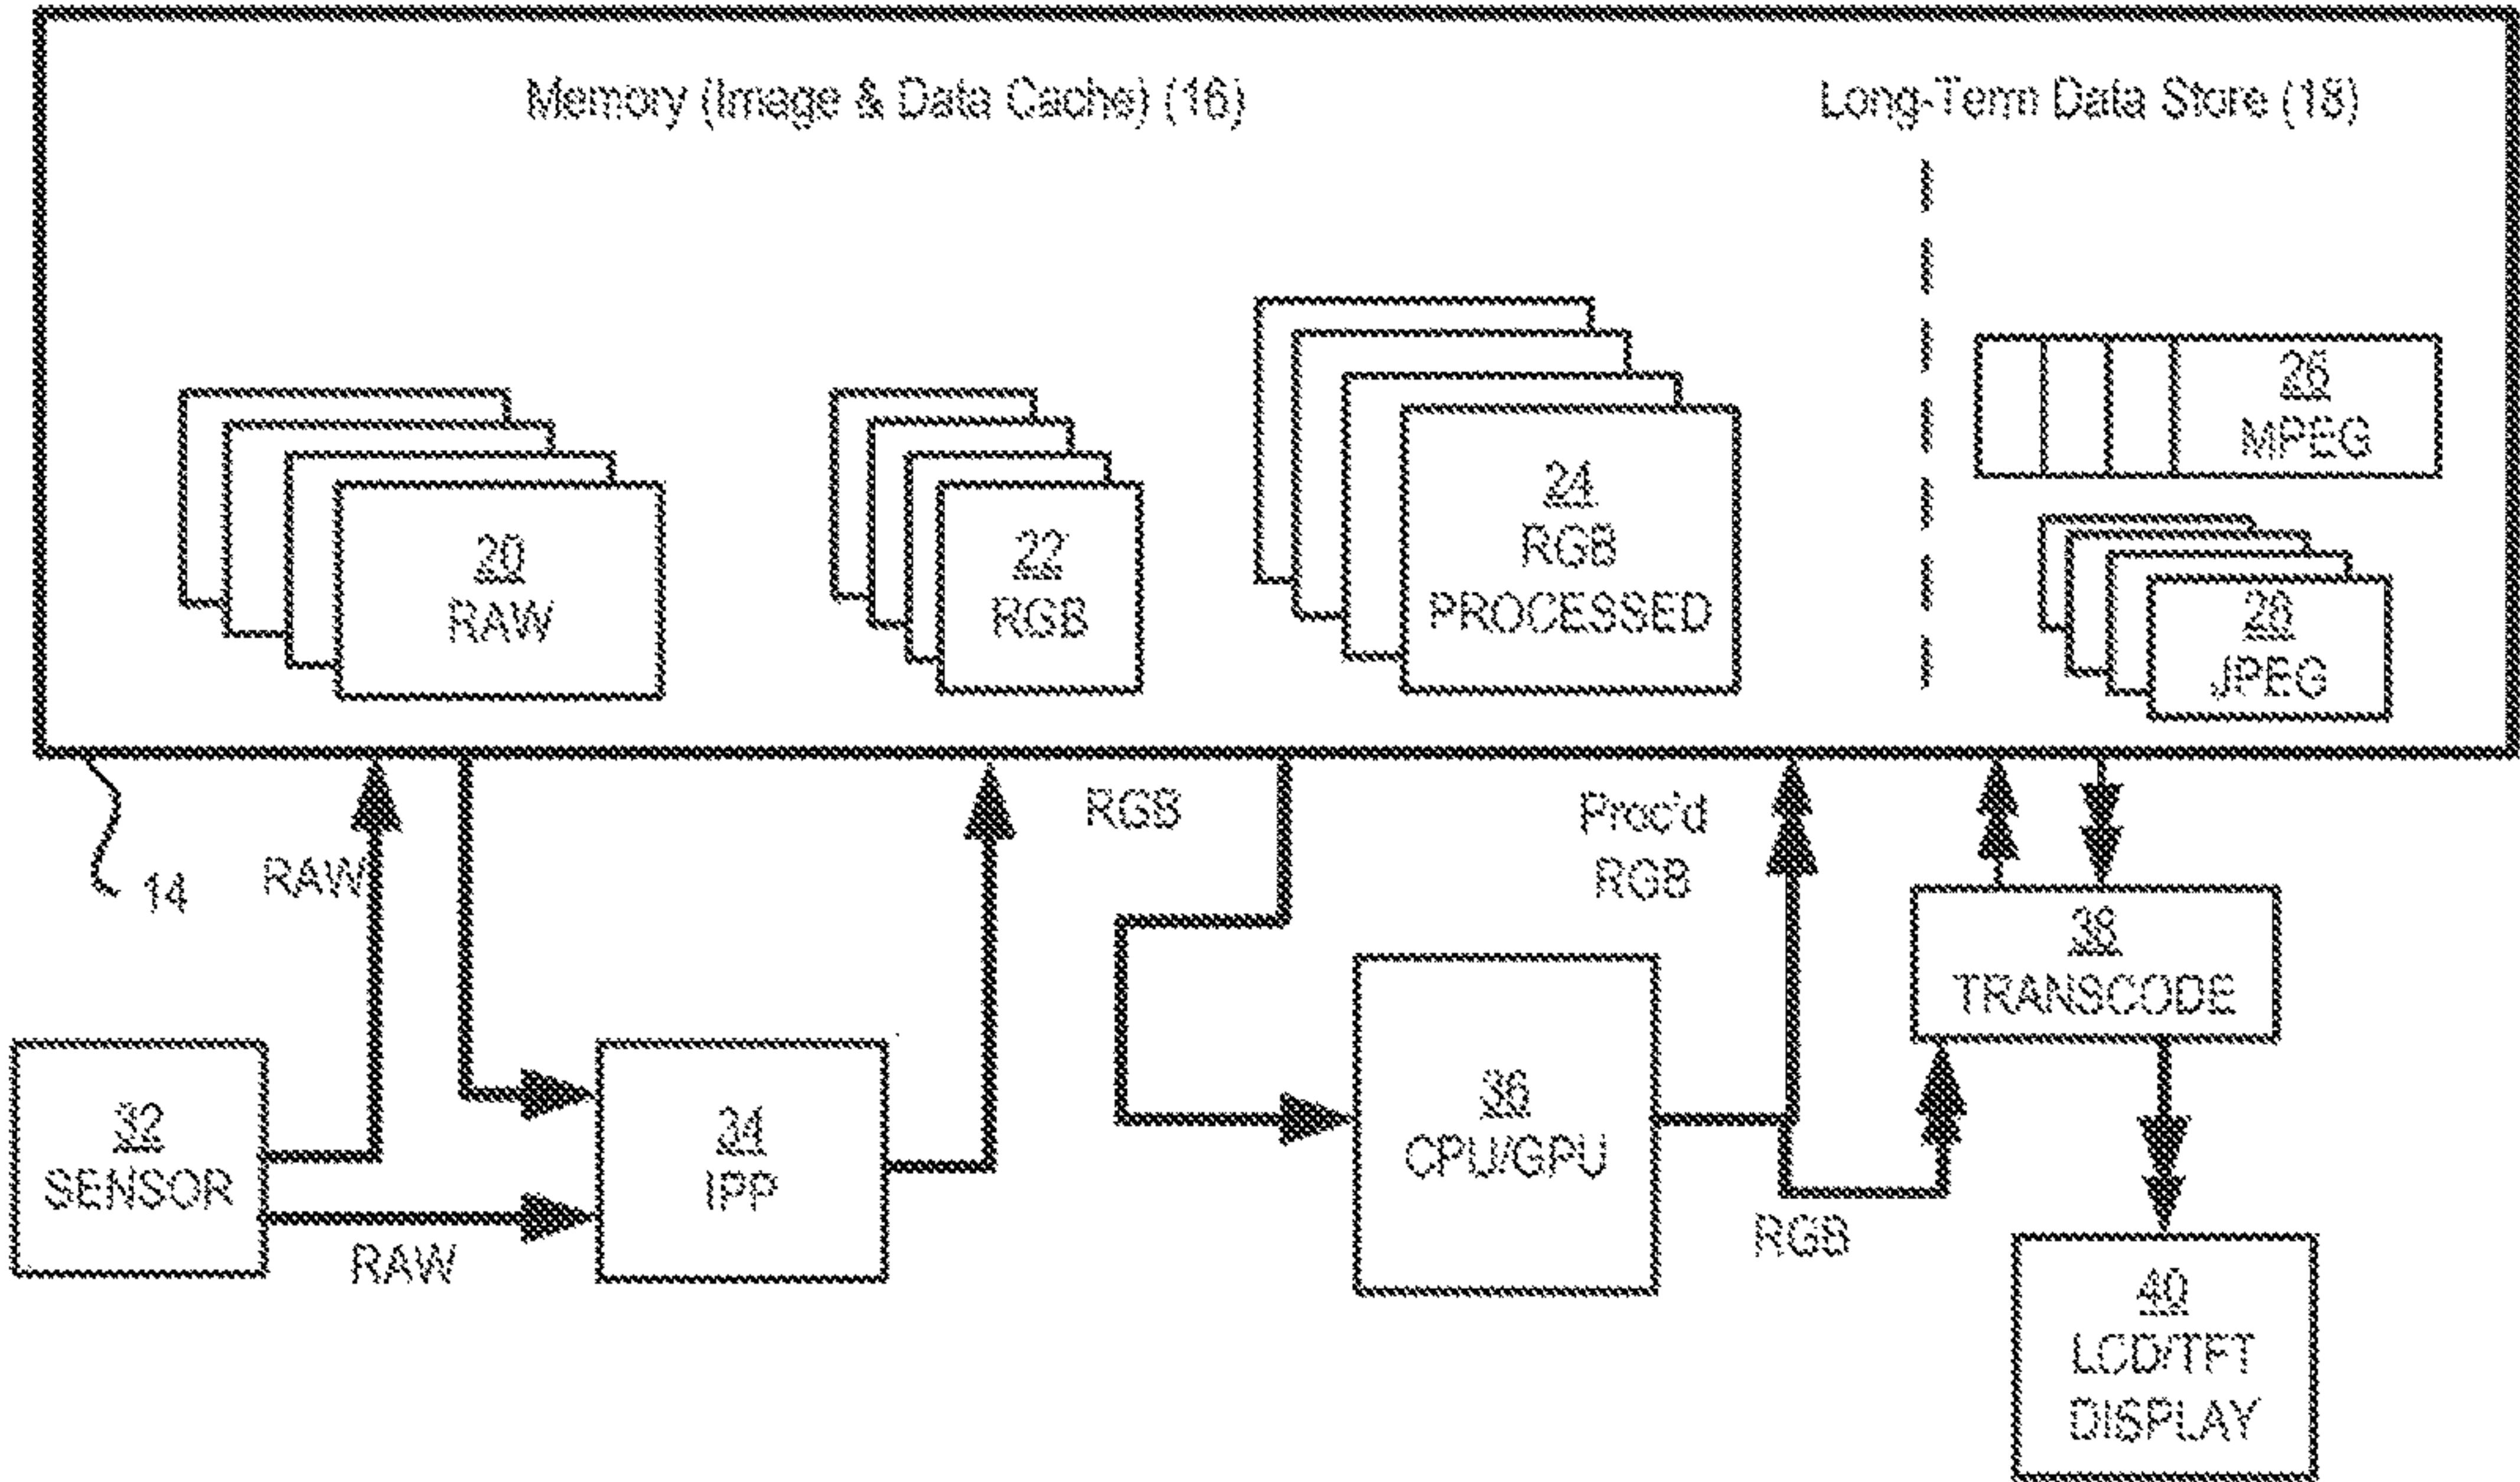 Memory (Image & Data Cache) (16)
Long-Term Data Store (18)
20
RAW
22
RGB
24
RGB
PROCESSED
26
MPEG
28
JPEG
14
RAW
RGB
Proc'd
RGB
38
TRANSCODE
32
SENSOR
RAW
34
IPP
36
CPU/GPU
RGB
40
LCD/TFT
DISPLAY